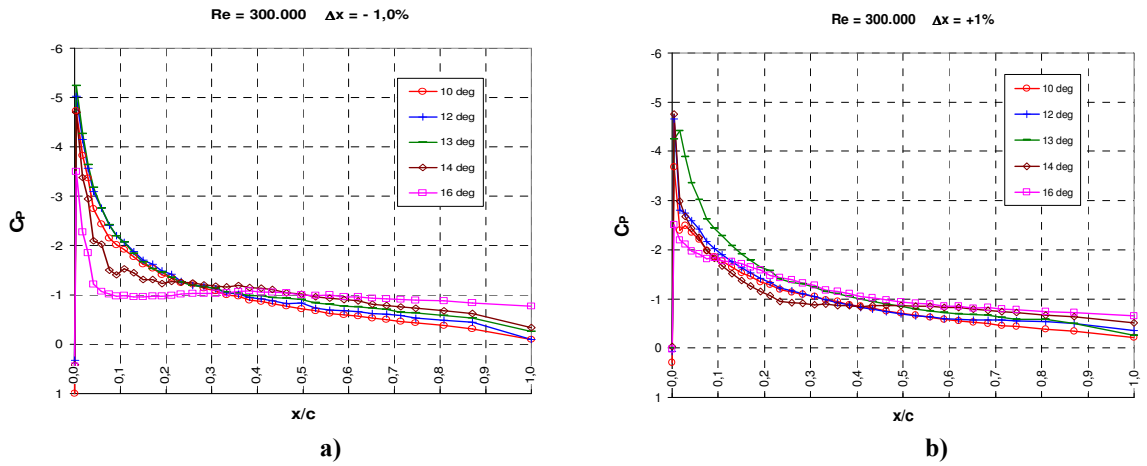 Re = 300.000 Δx = - 1,0%
-6
-5
-4
-3
-2
-1
0
1
CP
0,0
0,1
0,2
0,3
0,4
0,5
0,6
0,7
0,8
0,9
1,0
x/c
10 deg
12 deg
13 deg
14 deg
16 deg
a)
Re = 300.000 Δx = +1%
-6
-5
-4
-3
-2
-1
0
1
CP
0,0
0,1
0,2
0,3
0,4
0,5
0,6
0,7
0,8
0,9
1,0
x/c
10 deg
12 deg
13 deg
14 deg
16 deg
b)